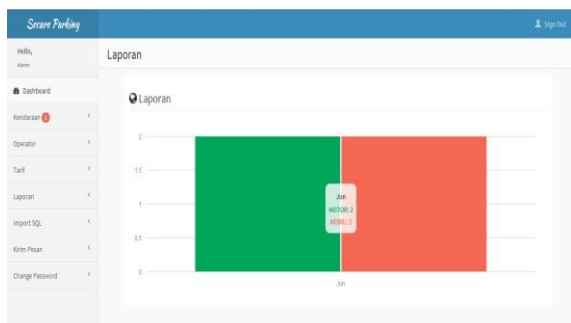 Secure Parking
Sign Out
Hello,
Admin
Laporan
Dashboard
Kendaraan
Operator
Tarif
Laporan
Import SQL
Kirim Pesan
Change Password
Laporan
2
1.5
1
0.5
0
Jun
MOTOR: 2
MOBIL: 2
Jun